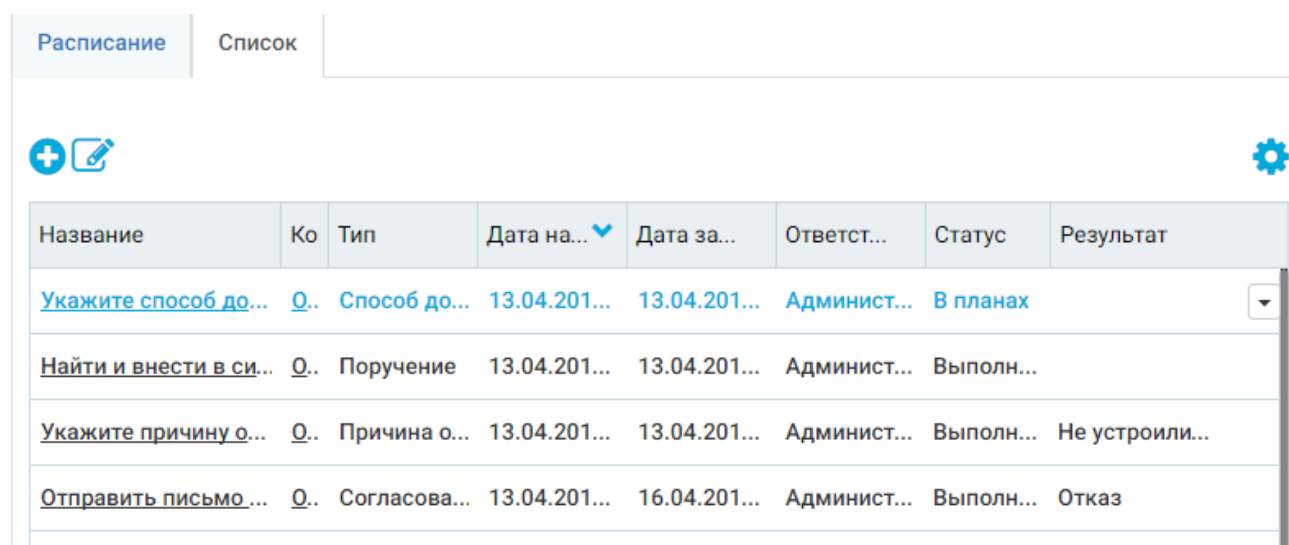 Расписание Список
Название Ко Тип Дата на... Дата за... Ответст... Статус Результат
Укажите способ до... О.. Способ до... 13.04.201... 13.04.201... Админист... В планах
Найти и внести в си... О.. Поручение 13.04.201... 13.04.201... Админист... Выполн...
Укажите причину о... О.. Причина о... 13.04.201... 13.04.201... Админист... Выполн... Не устроили...
Отправить письмо ... О.. Согласова... 13.04.201... 16.04.201... Админист... Выполн... Отказ